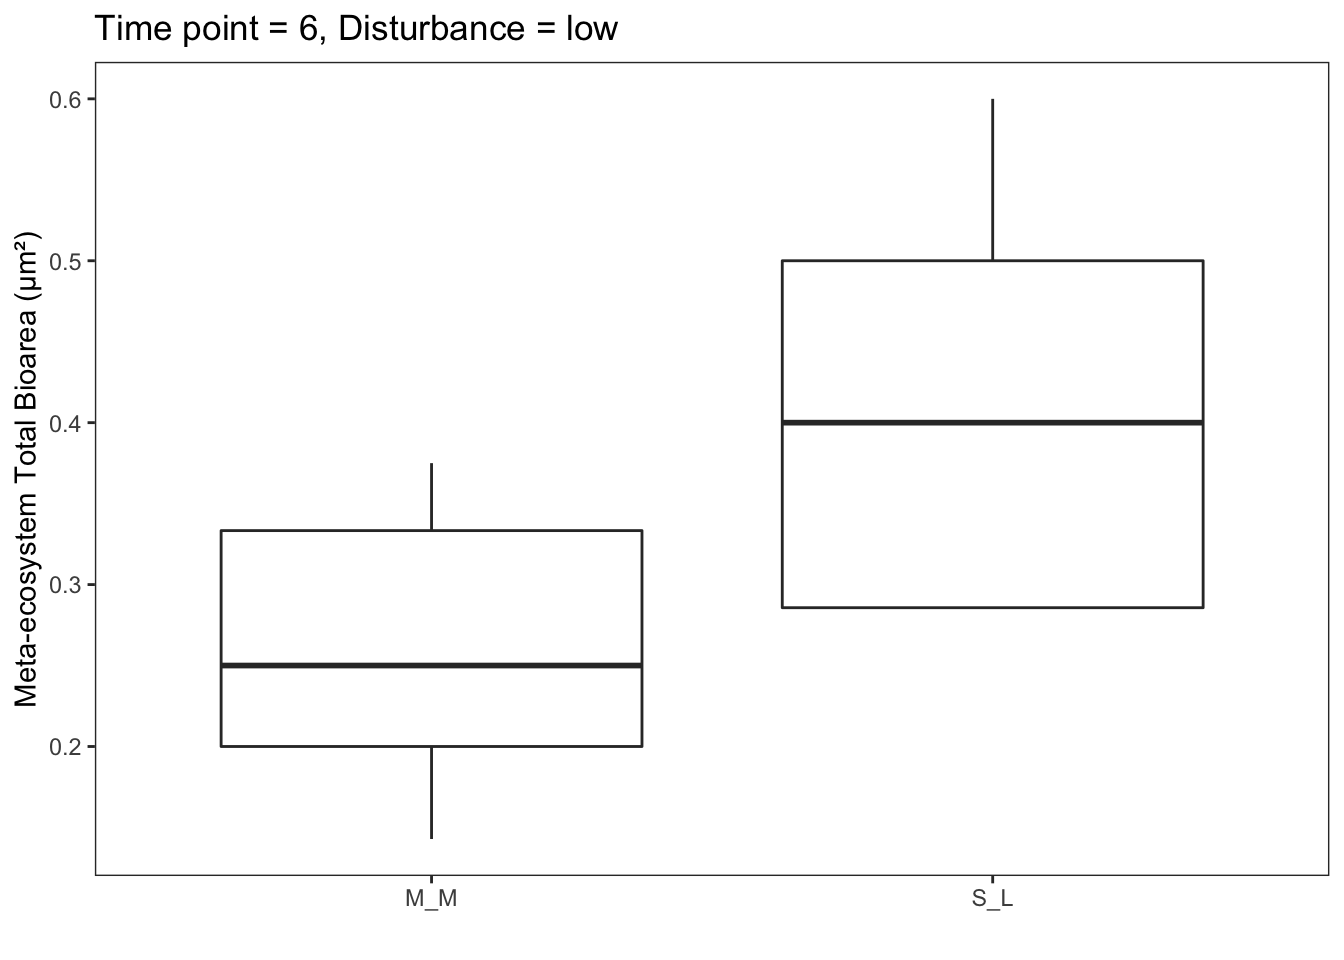 Time point = 6, Disturbance = low
Meta-ecosystem Total Bioarea (µm²)
0.6
0.5
0.4
0.3
0.2
M_M
S_L